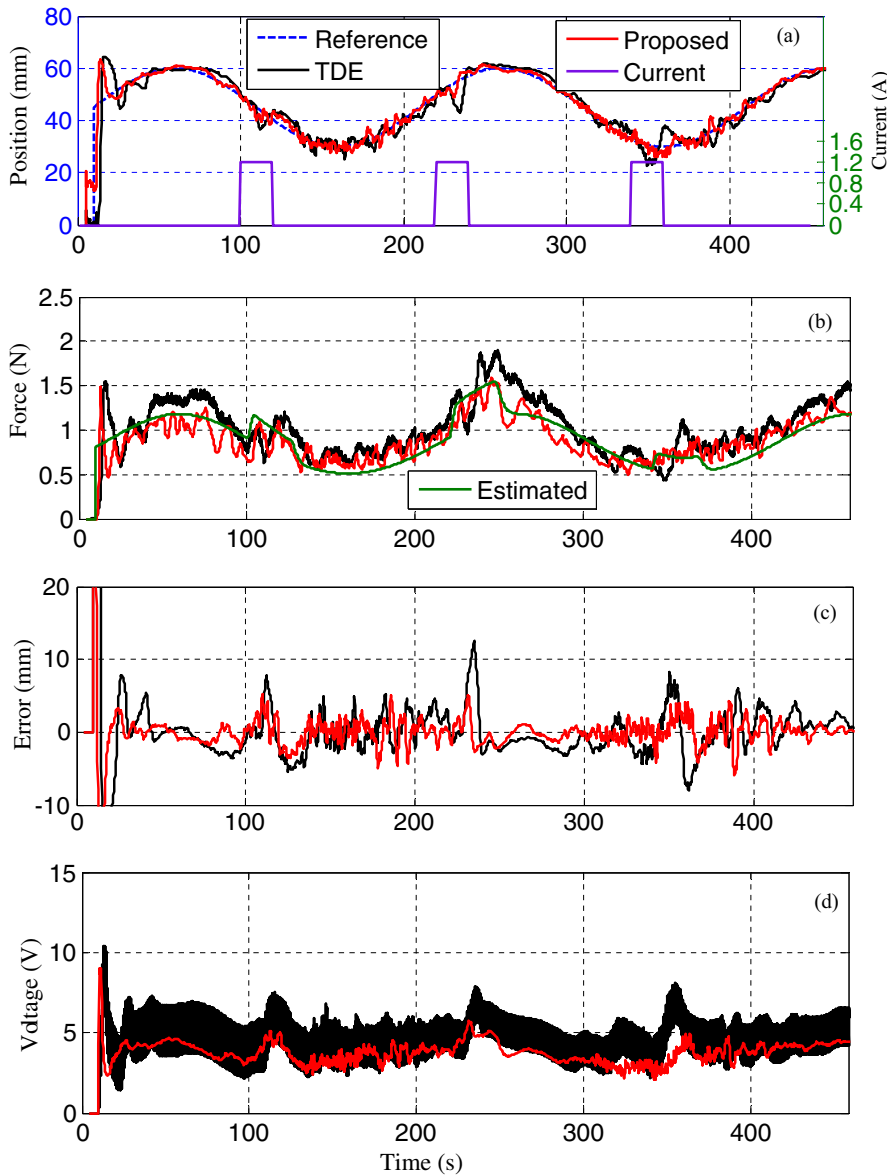 80
60
40
20
0
Position (mm)
Reference
TDE
Proposed
Current
(a)
1.6
1.2
0.8
0.4
0
Current (A)
0 100 200 300 400
2.5
2
1.5
1
0.5
0
Force (N)
(b)
Estimated
0 100 200 300 400
20
10
0
-10
Error (mm)
(c)
0 100 200 300 400
15
10
5
0
Vdtage (V)
(d)
0 100 200 300 400
Time (s)